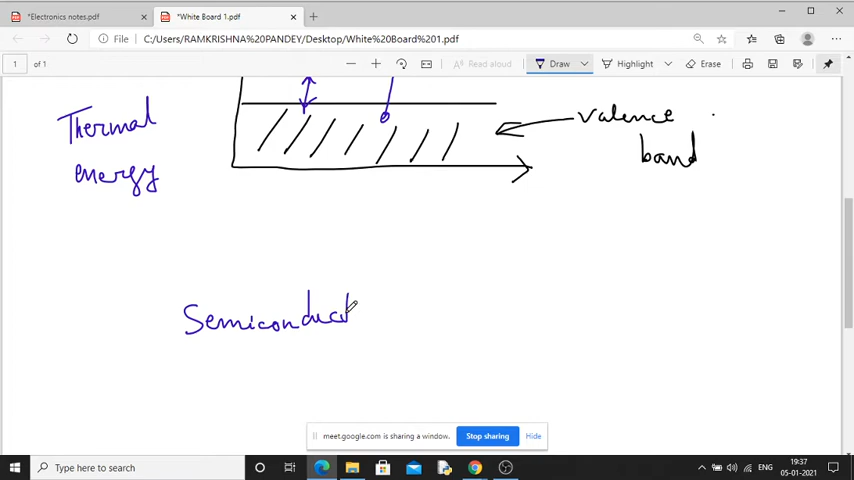 *Electronics notes.pdf
*White Board 1.pdf
File
C:/Users/RAMKRISHNA%20PANDEY/Desktop/White%20Board%201.pdf
1 of 1
Read aloud
Draw
Highlight
Erase
Thermal
energy
valence
band
Semiconduct
meet.google.com is sharing a window.
Stop sharing
Hide
Type here to search
ENG
19:37
05-01-2021